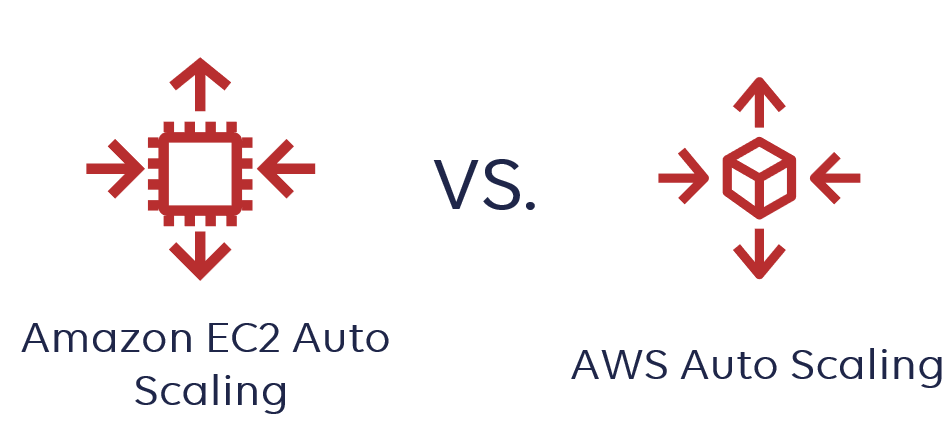 VS.
Amazon EC2 Auto
Scaling
AWS Auto Scaling